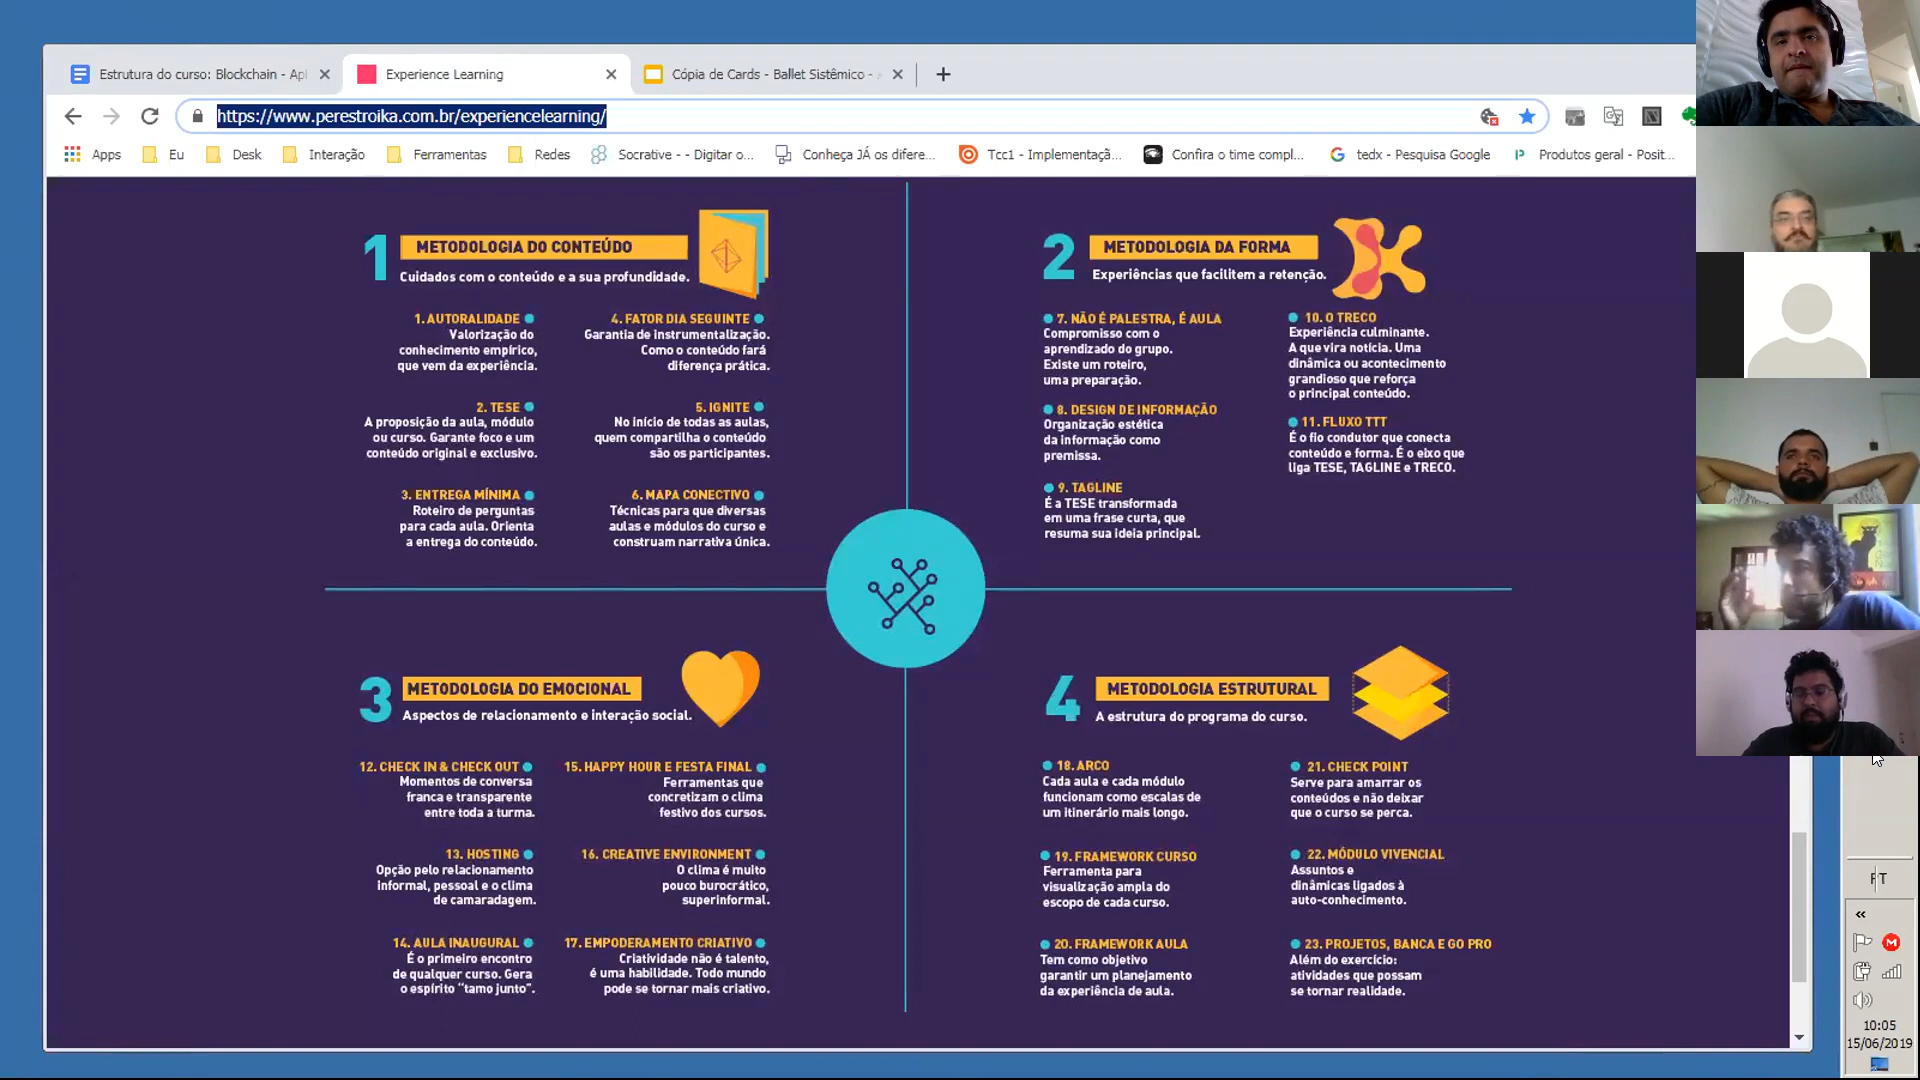 Estrutura do curso: Blockchain - Apl
Experience Learning
Cópia de Cards - Ballet Sistêmico -
https://www.perestroika.com.br/experiencelearning/
Apps
Eu
Desk
Interação
Ferramentas
Redes
Socrative - - Digitar o...
Conheça JÁ os difere...
Tcc1 - Implementaçã...
Confira o time compl...
tedx - Pesquisa Google
Produtos geral - Posit...
1
METODOLOGIA DO CONTEÚDO
Cuidados com o conteúdo e a sua profundidade.
1. AUTORALIDADE
Valorização do
conhecimento empírico,
que vem da experiência.
2. TESE
A proposição da aula, módulo
ou curso. Garante foco e um
conteúdo original e exclusivo.
3. ENTREGA MÍNIMA
Roteiro de perguntas
para cada aula. Orienta
a entrega do conteúdo.
4. FATOR DIA SEGUINTE
Garantia de instrumentalização.
Como o conteúdo fará
diferença prática.
5. IGNITE
No início de todas as aulas,
quem compartilha o conteúdo
são os participantes.
6. MAPA CONECTIVO
Técnicas para que diversas
aulas e módulos do curso e
construam narrativa única.
2
METODOLOGIA DA FORMA
Experiências que facilitem a retenção.
7. NÃO É PALESTRA, É AULA
Compromisso com o
aprendizado do grupo.
Existe um roteiro,
uma preparação.
8. DESIGN DE INFORMAÇÃO
Organização estética
da informação como
premissa.
9. TAGLINE
É a TESE transformada
em uma frase curta, que
resuma sua ideia principal.
10. O TRECO
Experiência culminante.
A que vira notícia. Uma
dinâmica ou acontecimento
grandioso que reforça
o principal conteúdo.
11. FLUXO TTT
É o fio condutor que conecta
conteúdo e forma. É o eixo que
liga TESE, TAGLINE e TRECO.
3
METODOLOGIA DO EMOCIONAL
Aspectos de relacionamento e interação social.
12. CHECK IN & CHECK OUT
Momentos de conversa
franca e transparente
entre toda a turma.
13. HOSTING
Opção pelo relacionamento
informal, pessoal e o clima
de camaradagem.
14. AULA INAUGURAL
É o primeiro encontro
de qualquer curso. Gera
o espírito “tamo junto”.
15. HAPPY HOUR E FESTA FINAL
Ferramentas que
concretizam o clima
festivo dos cursos.
16. CREATIVE ENVIRONMENT
O clima é muito
pouco burocrático,
superinformal.
17. EMPODERAMENTO CRIATIVO
Criatividade não é talento,
é uma habilidade. Todo mundo
pode se tornar mais criativo.
4
METODOLOGIA ESTRUTURAL
A estrutura do programa do curso.
18. ARCO
Cada aula e cada módulo
funcionam como escalas de
um itinerário mais longo.
19. FRAMEWORK CURSO
Ferramenta para
visualização ampla do
escopo de cada curso.
20. FRAMEWORK AULA
Tem como objetivo
garantir um planejamento
da experiência de aula.
21. CHECK POINT
Serve para amarrar os
conteúdos e não deixar
que o curso se perca.
22. MÓDULO VIVENCIAL
Assuntos e
dinâmicas ligados à
auto-conhecimento.
23. PROJETOS, BANCA E GO PRO
Além do exercício:
atividades que possam
se tornar realidade.
PT
10:05
15/06/2019